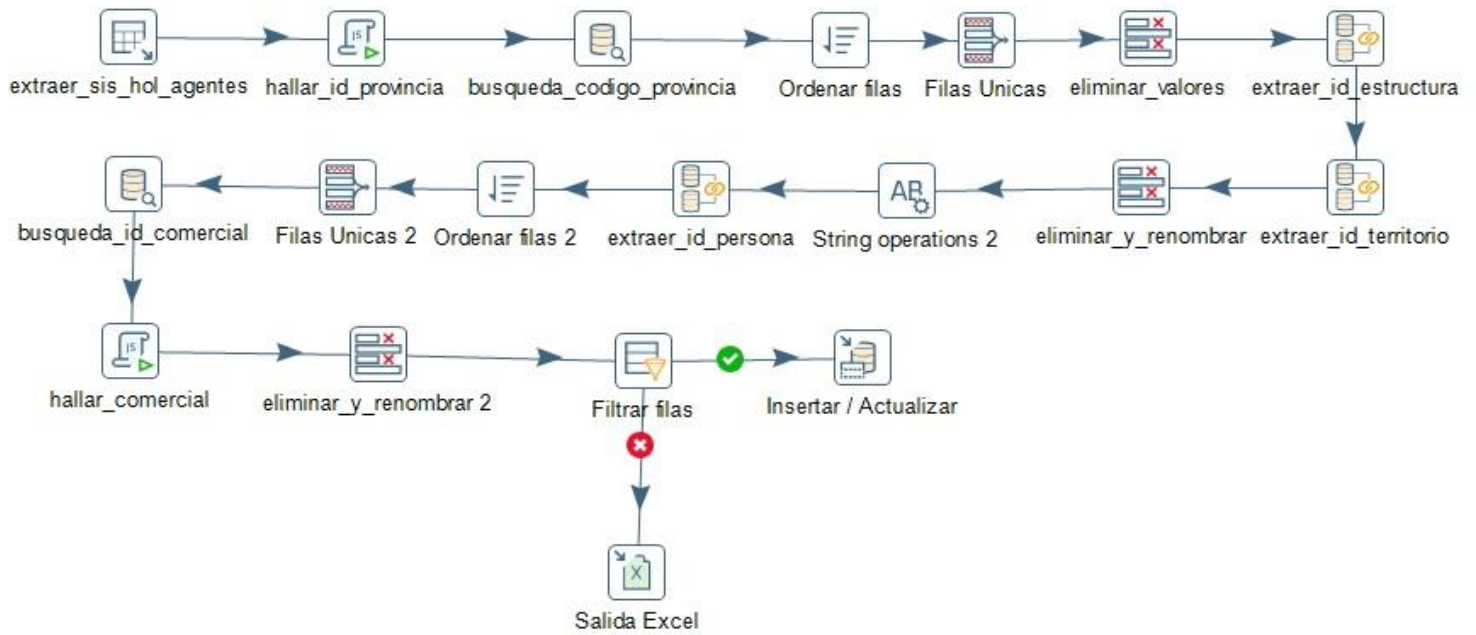 extraer_sis_hol_agentes
hallar_id_provincia
busqueda_codigo_provincia
Ordenar filas
Filas Unicas
eliminar_valores
extraer_id_estructura
busqueda_id_comercial
Filas Unicas 2
Ordenar filas 2
extraer_id_persona
String operations 2
eliminar_y_renombrar
extraer_id_territorio
hallar_comercial
eliminar_y_renombrar 2
Filtrar filas
Insertar / Actualizar
Salida Excel